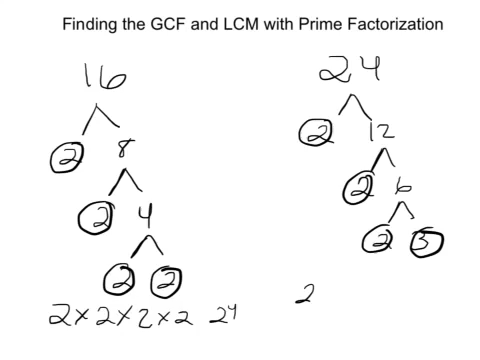 Finding the GCF and LCM with Prime Factorization
16 24
2 8 2 12
2 4 2 6
2 2 2 3
2 × 2 × 2 × 2 2⁴ 2